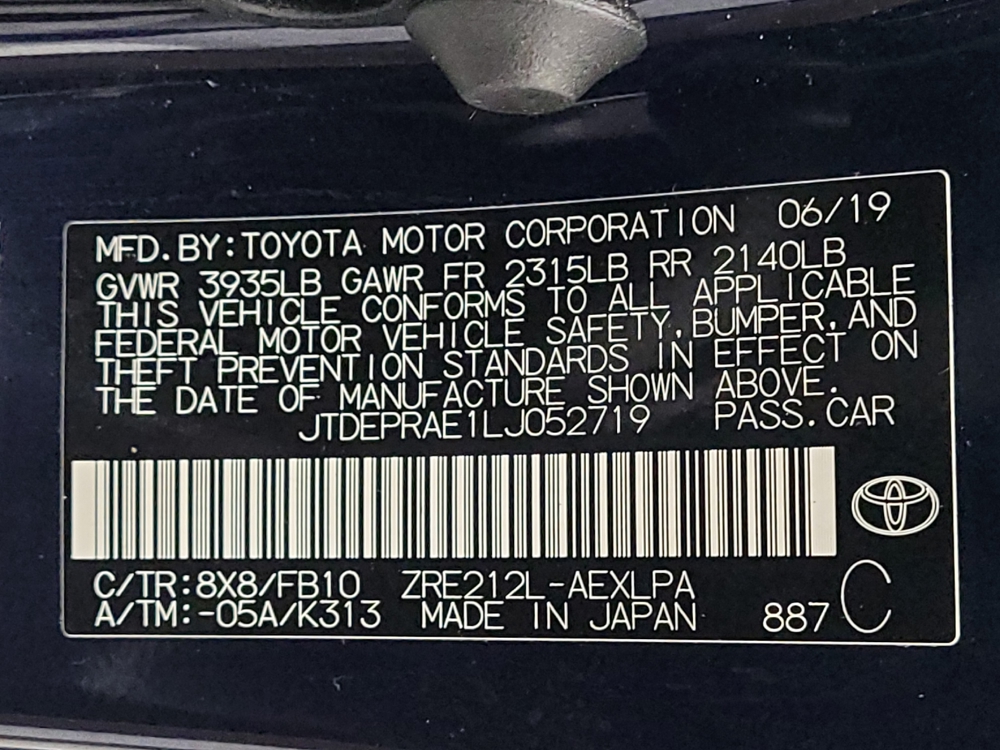 MFD.BY:TOYOTA MOTOR CORPORATION 06/19
GVWR 3935LB GAWR FR 2315LB RR 2140LB
THIS VEHICLE CONFORMS TO ALL APPLICABLE
FEDERAL MOTOR VEHICLE SAFETY,BUMPER,AND
THEFT PREVENTION STANDARDS IN EFFECT ON
THE DATE OF MANUFACTURE SHOWN ABOVE.
JTDEPRAE1LJ052719 PASS.CAR
C/TR:8X8/FB10 ZRE212L-AEXLPA
A/TM:-05A/K313 MADE IN JAPAN 887 C